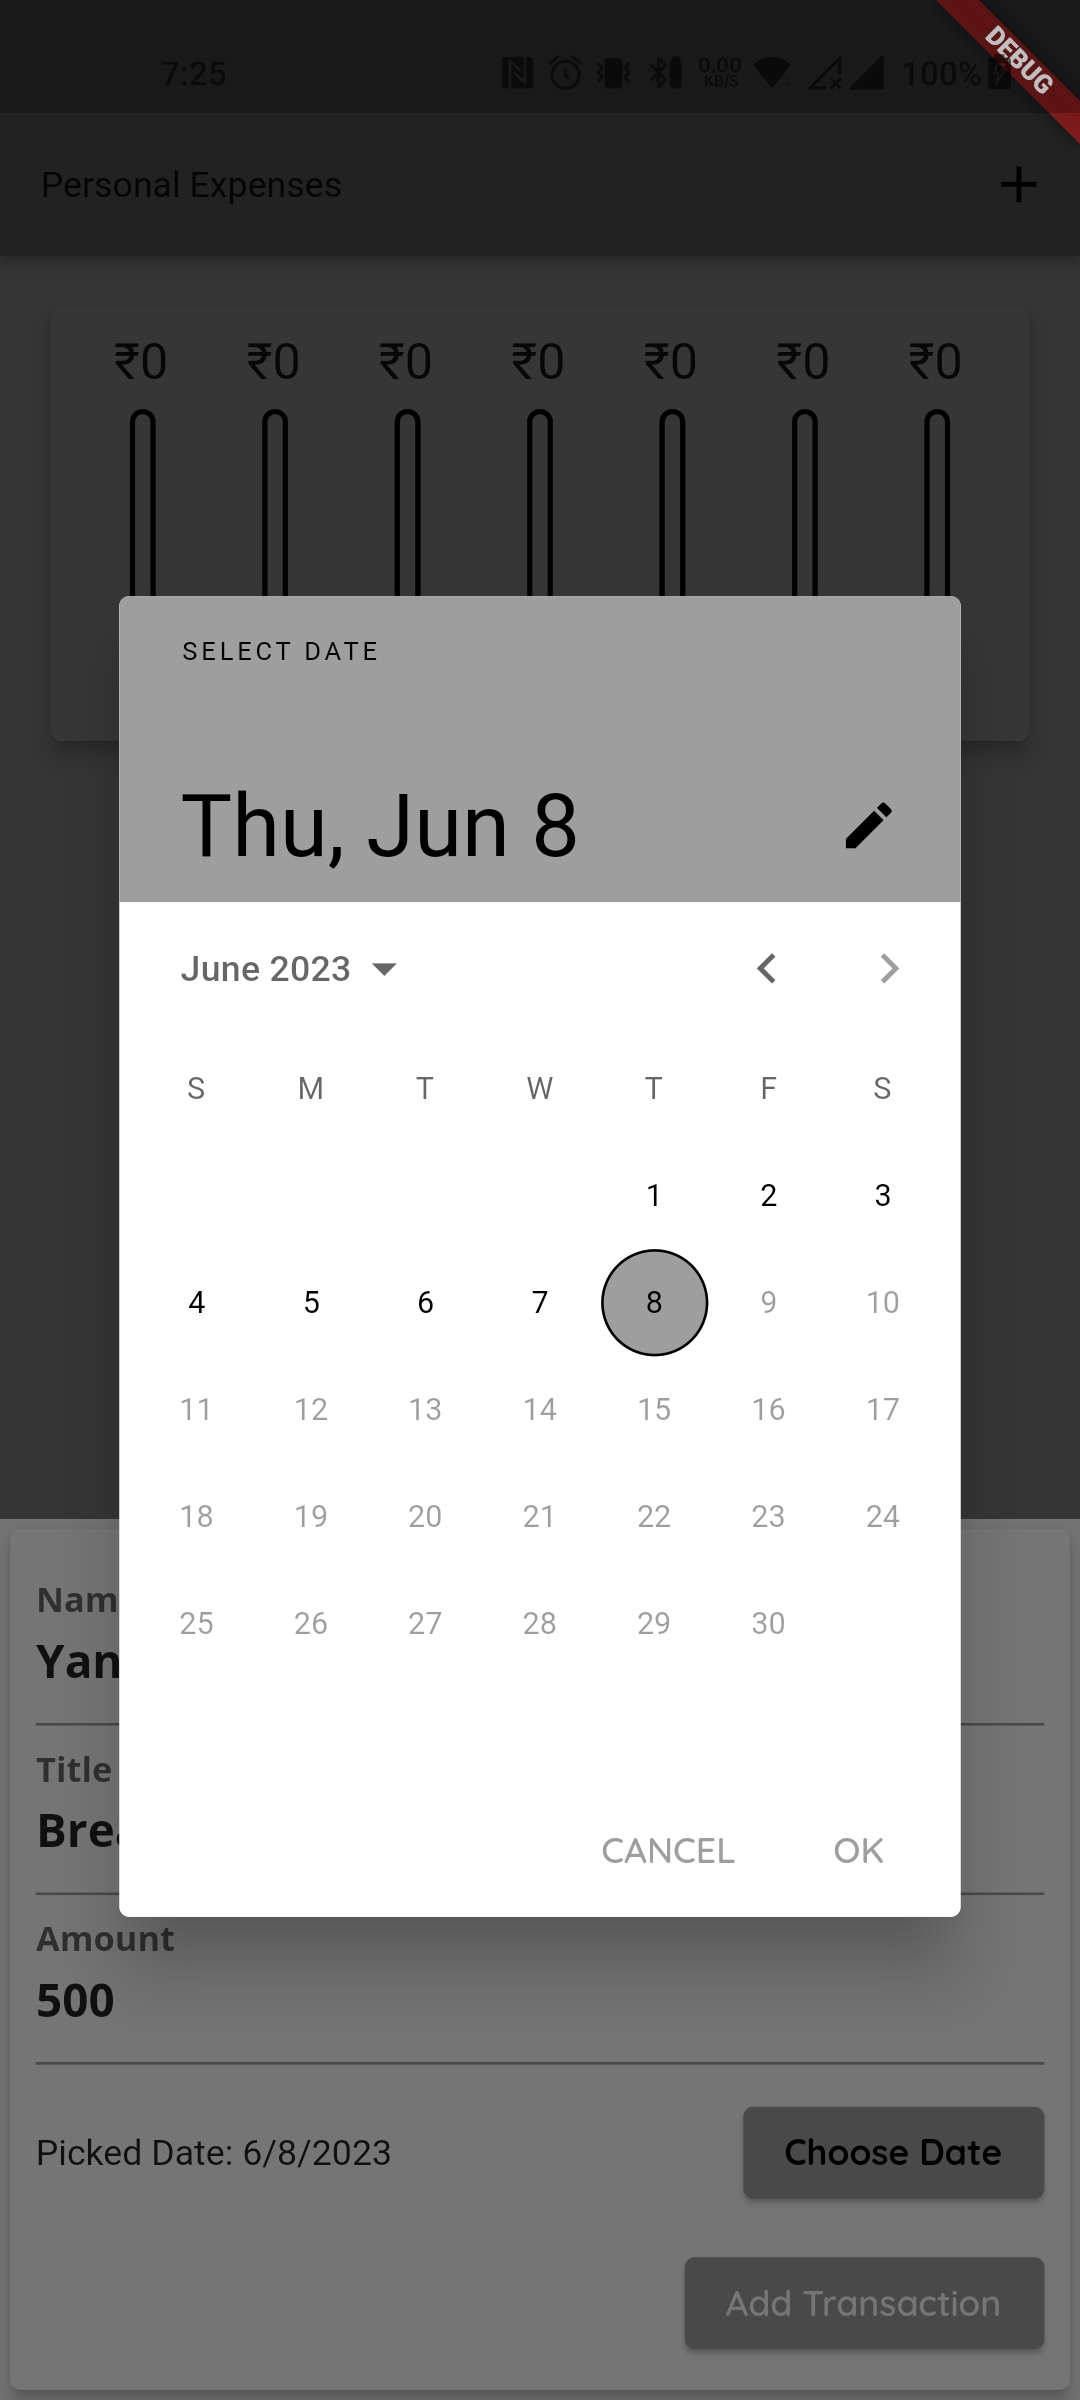 7:25 0.00 KB/S 100%
DEBUG
Personal Expenses
₹0 ₹0 ₹0 ₹0 ₹0 ₹0 ₹0
SELECT DATE
Thu, Jun 8
June 2023
S M T W T F S
1 2 3
4 5 6 7 8 9 10
11 12 13 14 15 16 17
18 19 20 21 22 23 24
25 26 27 28 29 30
CANCEL OK
Nam
Yan
Title
Bre
Amount
500
Picked Date: 6/8/2023
Choose Date
Add Transaction